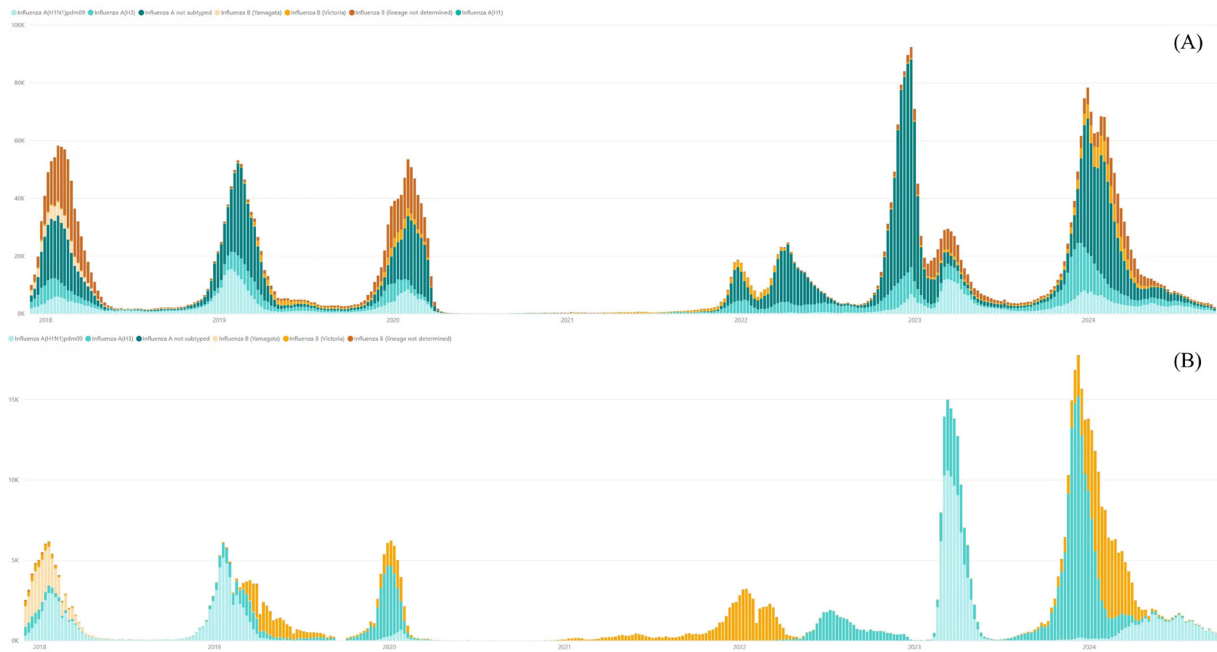 Influenza A(H1N1)pdm09 Influenza A(H3) Influenza A not subtyped Influenza B (Yamagata) Influenza B (Victoria) Influenza B (lineage not determined) Influenza A(H1)
100K
(A)
80K
60K
40K
20K
0K
2018 2019 2020 2021 2022 2023 2024
Influenza A(H1N1)pdm09 Influenza A(H3) Influenza A not subtyped Influenza B (Yamagata) Influenza B (Victoria) Influenza B (lineage not determined)
(B)
15K
10K
5K
0K
2018 2019 2020 2021 2022 2023 2024